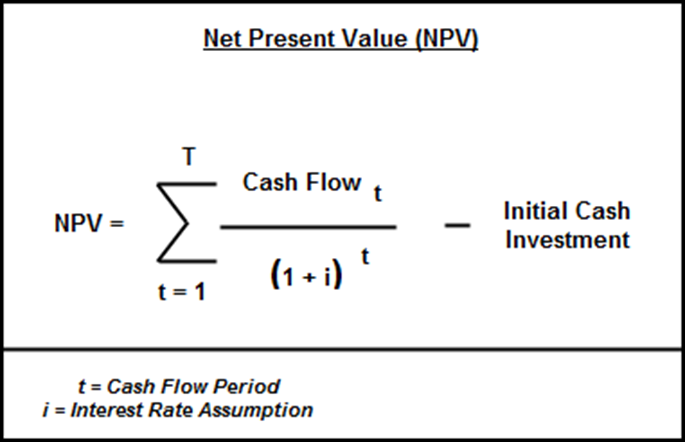 Net Present Value (NPV)
T
NPV = ∑ Cash Flow t — Initial Cash
(1 + i) t Investment
t = 1
t = Cash Flow Period
i = Interest Rate Assumption